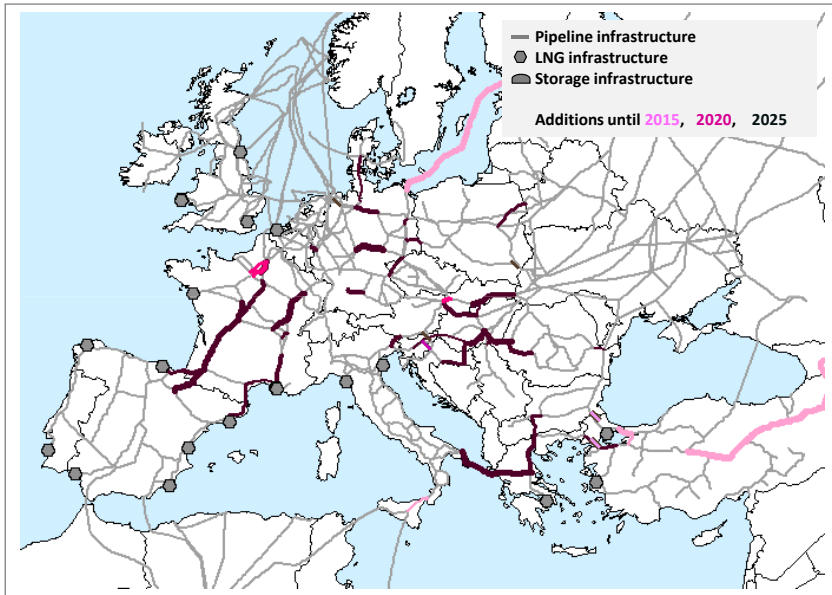 Pipeline infrastructure
LNG infrastructure
Storage infrastructure
Additions until 2015, 2020, 2025